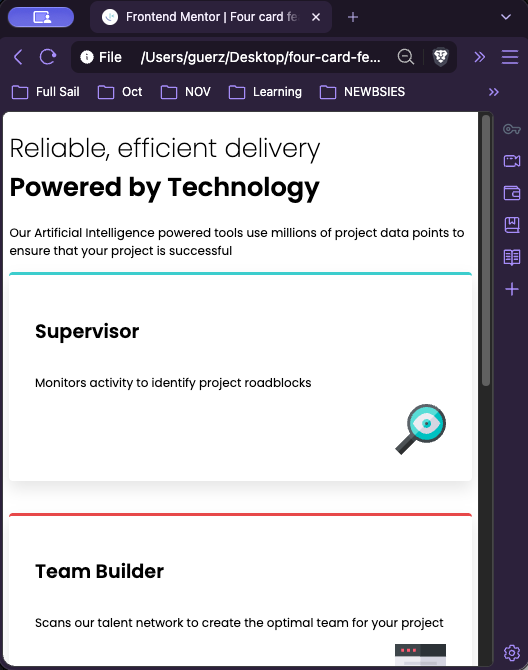 Frontend Mentor | Four card fe
File /Users/guerz/Desktop/four-card-fe...
Full Sail Oct NOV Learning NEWBSIES
Reliable, efficient delivery
Powered by Technology
Our Artificial Intelligence powered tools use millions of project data points to
ensure that your project is successful
Supervisor
Monitors activity to identify project roadblocks
Team Builder
Scans our talent network to create the optimal team for your project